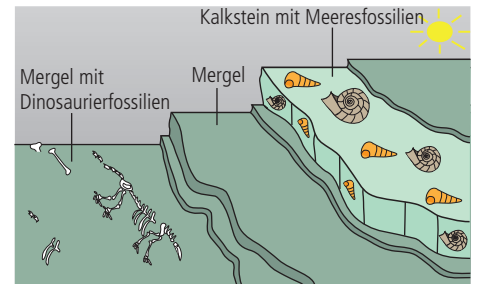 Kalkstein mit Meeresfossilien
Mergel mit
Dinosaurierfossilien
Mergel